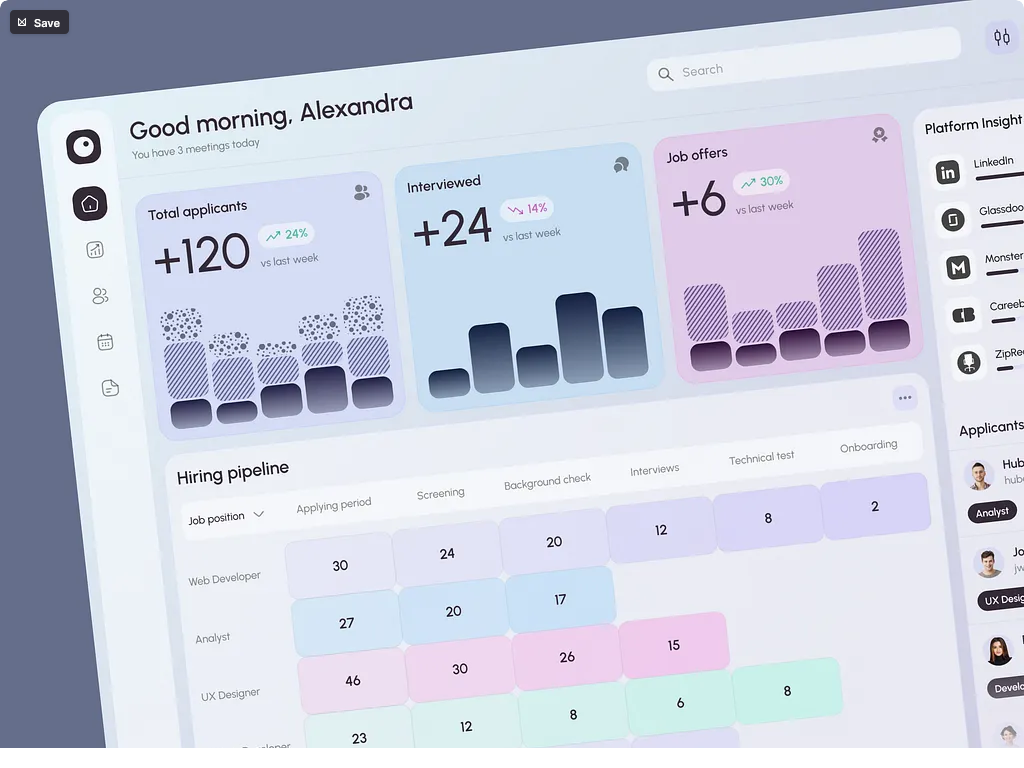 Save
Search
Good morning, Alexandra
You have 3 meetings today
Total applicants
+120
24%
vs last week
Interviewed
+24
14%
vs last week
Job offers
+6
30%
vs last week
Platform Insight
LinkedIn
Glassdoo
Monster
Careeb
ZipRec
Hiring pipeline
Job position
Applying period
Screening
Background check
Interviews
Technical test
Onboarding
Web Developer
30
24
20
12
8
2
Analyst
27
20
17
UX Designer
46
30
26
15
23
12
8
6
8
Applicants
Hub
hube
Analyst
Jo
jw
UX Desig
Develo